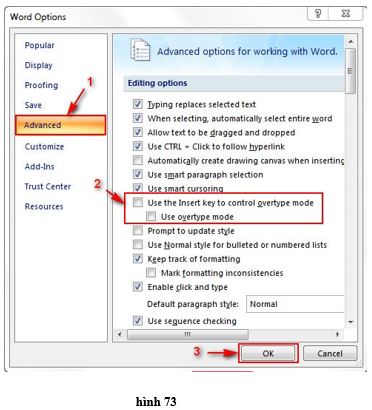 Word Options
Popular
Display
Proofing
Save
Advanced
Customize
Add-Ins
Trust Center
Resources
1
Advanced options for working with Word.
Editing options
Typing replaces selected text
When selecting, automatically select entire word
Allow text to be dragged and dropped
Use CTRL + Click to follow hyperlink
Automatically create drawing canvas when inserting
Use smart paragraph selection
Use smart cursoring
2
Use the Insert key to control overtype mode
Use overtype mode
Prompt to update style
Use Normal style for bulleted or numbered lists
Keep track of formatting
Mark formatting inconsistencies
Enable click and type
Default paragraph style: Normal
Use sequence checking
3
OK
Cancel
hình 73